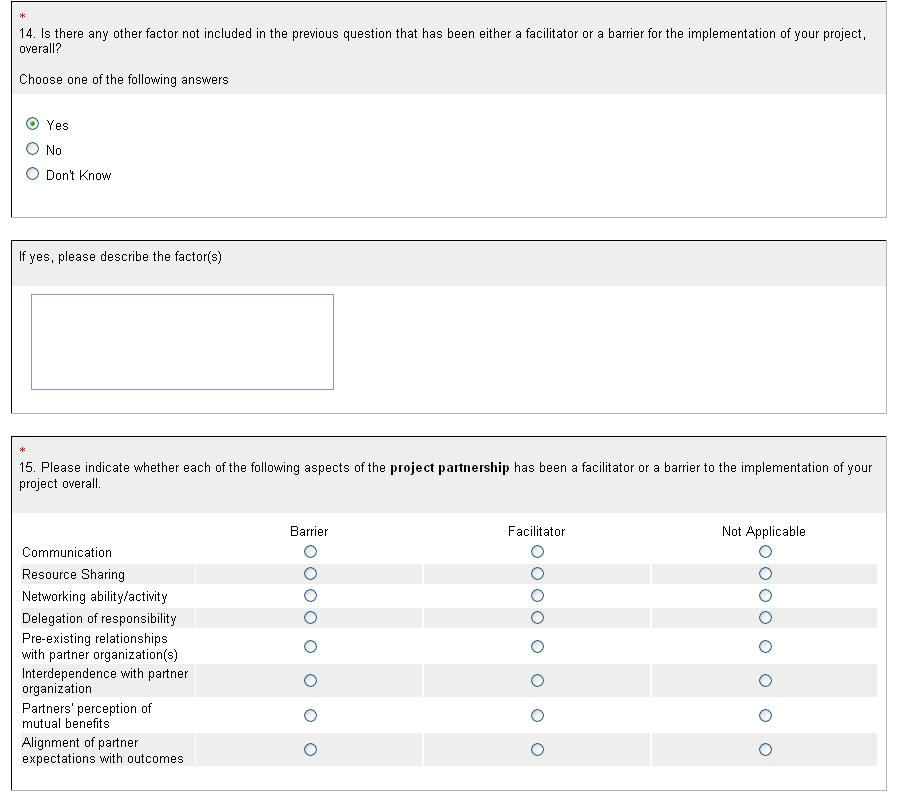 *
14. Is there any other factor not included in the previous question that has been either a facilitator or a barrier for the implementation of your project,
overall?
Choose one of the following answers
Yes
No
Don't Know
If yes, please describe the factor(s)
*
15. Please indicate whether each of the following aspects of the project partnership has been a facilitator or a barrier to the implementation of your
project overall.
Barrier Facilitator Not Applicable
Communication
Resource Sharing
Networking ability/activity
Delegation of responsibility
Pre-existing relationships
with partner organization(s)
Interdependence with partner
organization
Partners' perception of
mutual benefits
Alignment of partner
expectations with outcomes